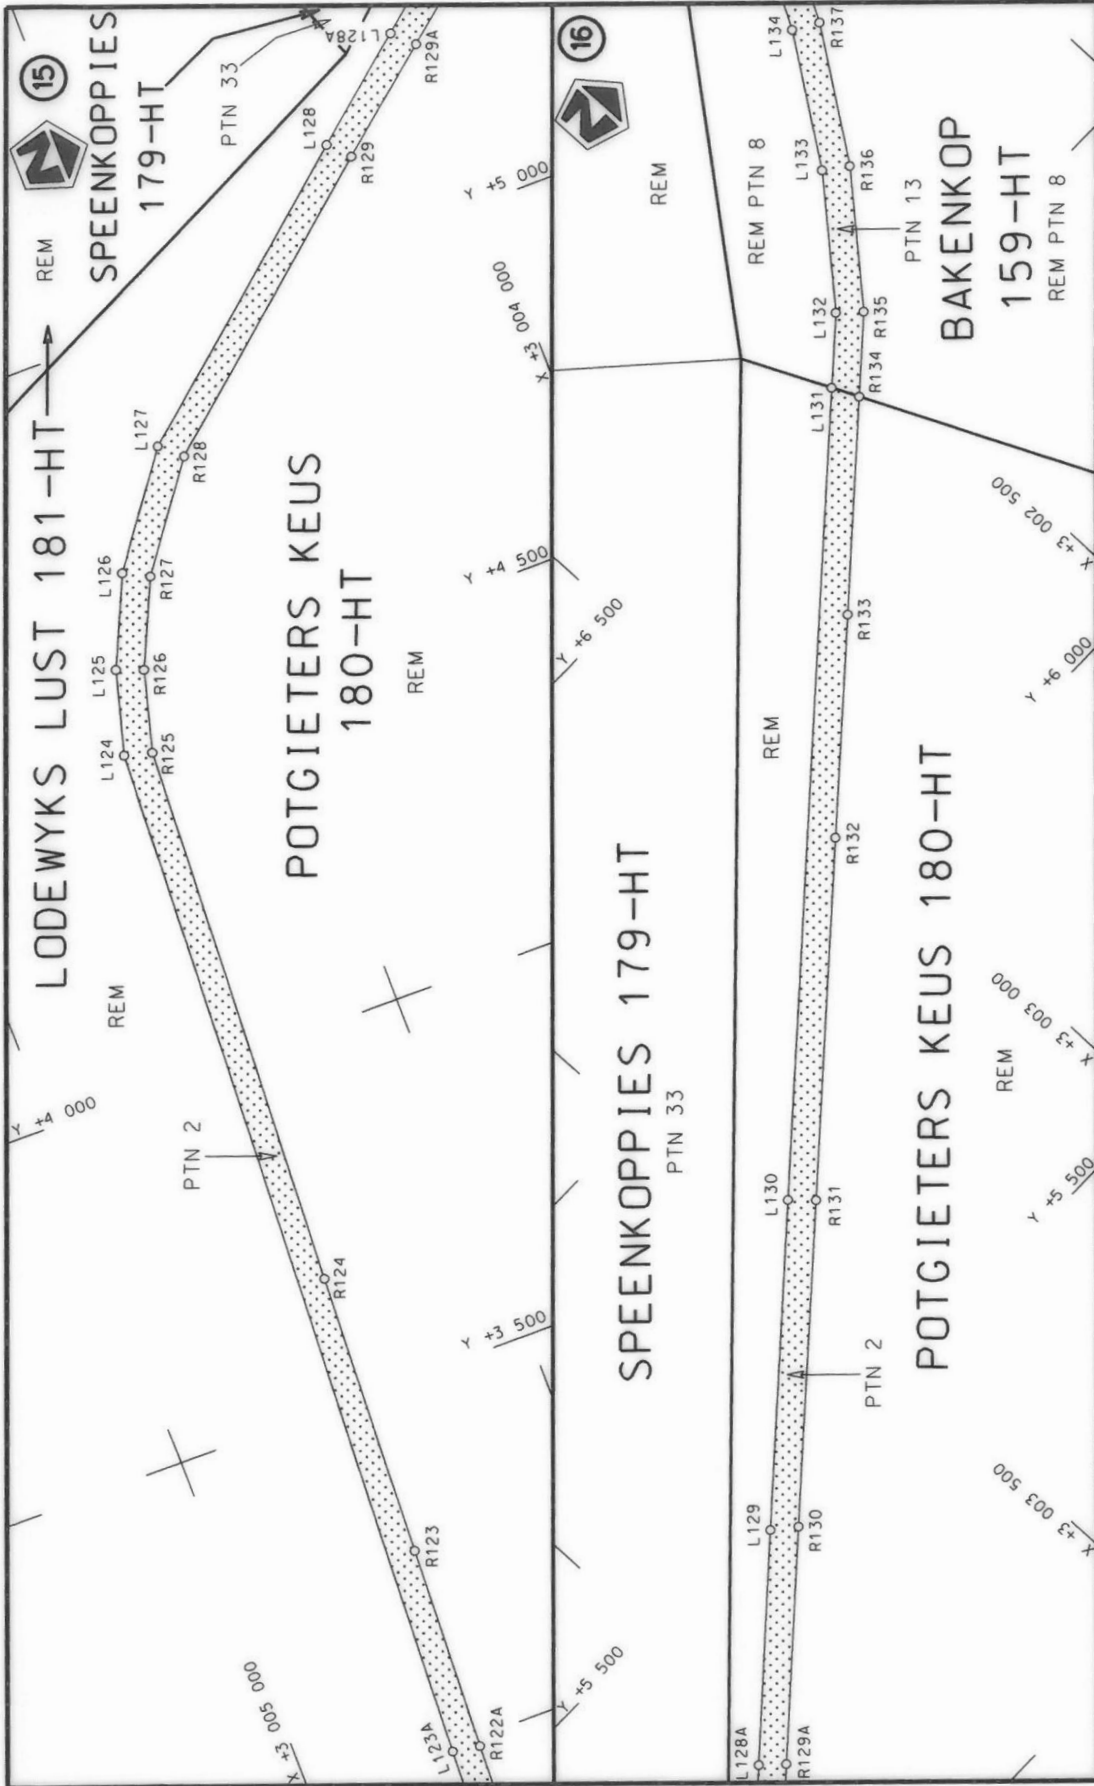 15
LODEWYKS LUST 181-HT
REM
SPEENKOPPIES
179-HT
PTN 33
REM
PTN 2
Y +4 000
L123A
R122A
R123
R124
L124
R125
L125
R126
L126
R127
L127
R128
L128
R129
L128A
R129A
POTGIETERS KEUS
180-HT
REM
X +3 005 000
Y +3 500
Y +4 500
X +3 004 000
Y +5 000
16
SPEENKOPPIES 179-HT
PTN 33
REM
REM
REM PTN 8
L128A
R129A
L129
R130
L130
R131
R132
R133
L131
R134
L132
R135
L133
R136
L134
R137
PTN 2
PTN 13
POTGIETERS KEUS 180-HT
REM
BAKENKOP
159-HT
REM PTN 8
Y +5 500
Y +6 500
X +3 003 500
Y +5 500
X +3 003 000
Y +6 000
X +3 002 500